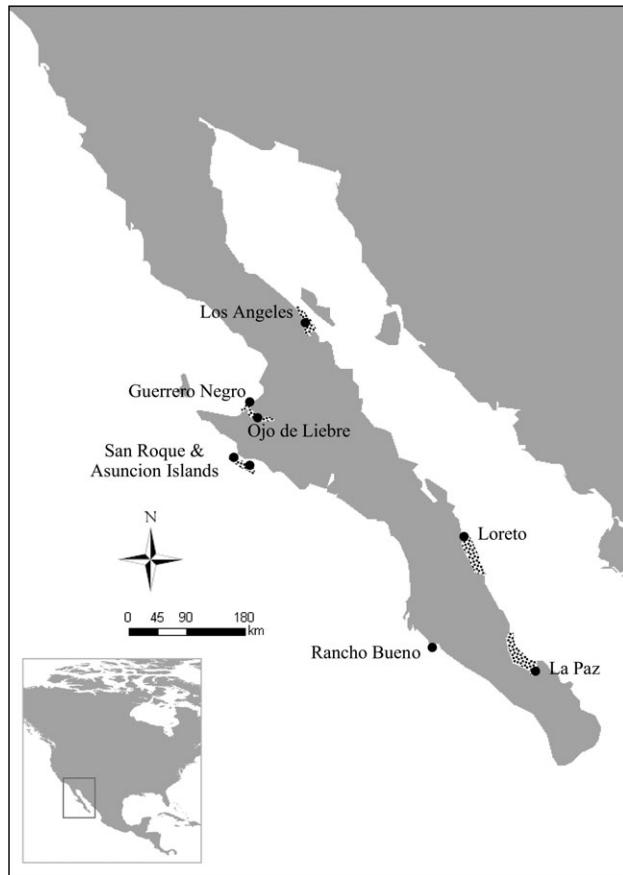 Los Angeles
Guerrero Negro
Ojo de Liebre
San Roque &
Asuncion Islands
N
Loreto
0 45 90 180
km
Rancho Bueno
La Paz